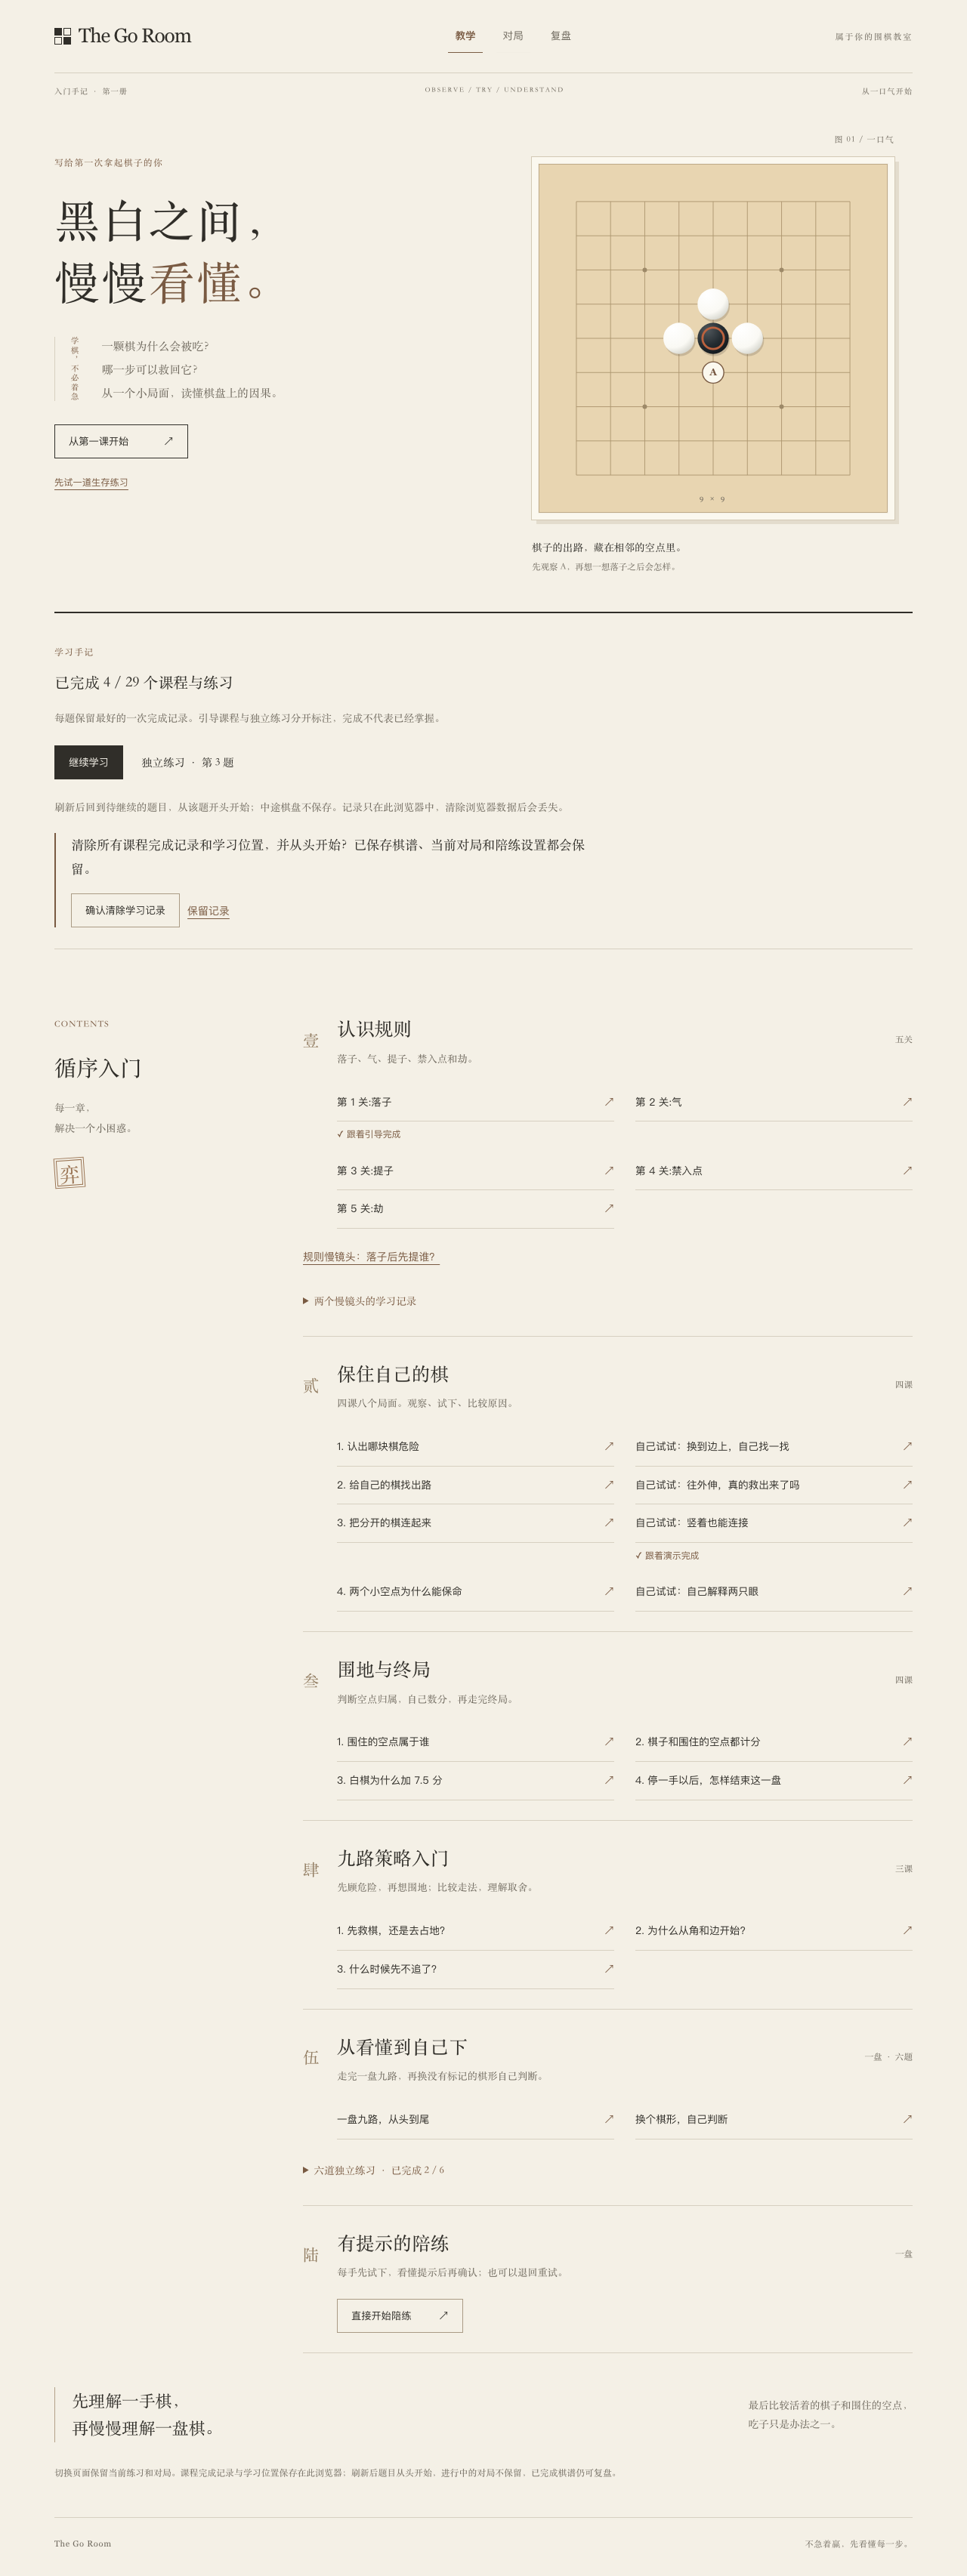 The Go Room
教学
对局
复盘
属于你的围棋教室
入门手记 · 第一册
OBSERVE / TRY / UNDERSTAND
从一口气开始
图 01 / 一口气
写给第一次拿起棋子的你
黑白之间，
慢慢看懂。
学棋，不必着急
一颗棋为什么会被吃？
哪一步可以救回它？
从一个小局面，读懂棋盘上的因果。
从第一课开始 ↗
先试一道生存练习
A
9 × 9
棋子的出路，藏在相邻的空点里。
先观察 A，再想一想落子之后会怎样。
学习手记
已完成 4 / 29 个课程与练习
每题保留最好的一次完成记录。引导课程与独立练习分开标注，完成不代表已经掌握。
继续学习
独立练习 · 第 3 题
刷新后回到待继续的题目，从该题开头开始；中途棋盘不保存。记录只在此浏览器中，清除浏览器数据后会丢失。
清除所有课程完成记录和学习位置，并从头开始？已保存棋谱、当前对局和陪练设置都会保
留。
确认清除学习记录
保留记录
CONTENTS
循序入门
每一章，
解决一个小困惑。
弈
壹
认识规则
五关
落子、气、提子、禁入点和劫。
第 1 关:落子 ↗
第 2 关:气 ↗
✓ 跟着引导完成
第 3 关:提子 ↗
第 4 关:禁入点 ↗
第 5 关:劫 ↗
规则慢镜头：落子后先提谁？
▶ 两个慢镜头的学习记录
贰
保住自己的棋
四课
四课八个局面。观察、试下、比较原因。
1. 认出哪块棋危险 ↗
自己试试：换到边上，自己找一找 ↗
2. 给自己的棋找出路 ↗
自己试试：往外伸，真的救出来了吗 ↗
3. 把分开的棋连起来 ↗
自己试试：竖着也能连接 ↗
✓ 跟着演示完成
4. 两个小空点为什么能保命 ↗
自己试试：自己解释两只眼 ↗
叁
围地与终局
四课
判断空点归属，自己数分，再走完终局。
1. 围住的空点属于谁 ↗
2. 棋子和围住的空点都计分 ↗
3. 白棋为什么加 7.5 分 ↗
4. 停一手以后，怎样结束这一盘 ↗
肆
九路策略入门
三课
先顾危险，再想围地；比较走法，理解取舍。
1. 先救棋，还是去占地？ ↗
2. 为什么从角和边开始？ ↗
3. 什么时候先不追了？ ↗
伍
从看懂到自己下
一盘 · 六题
走完一盘九路，再换没有标记的棋形自己判断。
一盘九路，从头到尾 ↗
换个棋形，自己判断 ↗
▶ 六道独立练习 · 已完成 2 / 6
陆
有提示的陪练
一盘
每手先试下，看懂提示后再确认；也可以退回重试。
直接开始陪练 ↗
先理解一手棋，
再慢慢理解一盘棋。
最后比较活着的棋子和围住的空点，
吃子只是办法之一。
切换页面保留当前练习和对局。课程完成记录与学习位置保存在此浏览器；刷新后题目从头开始，进行中的对局不保留，已完成棋谱仍可复盘。
The Go Room
不急着赢，先看懂每一步。